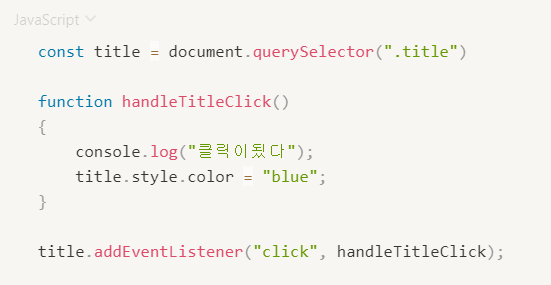 JavaScript
const title = document.querySelector(".title")
function handleTitleClick()
{
console.log("클릭이됬다");
title.style.color = "blue";
}
title.addEventListener("click", handleTitleClick);